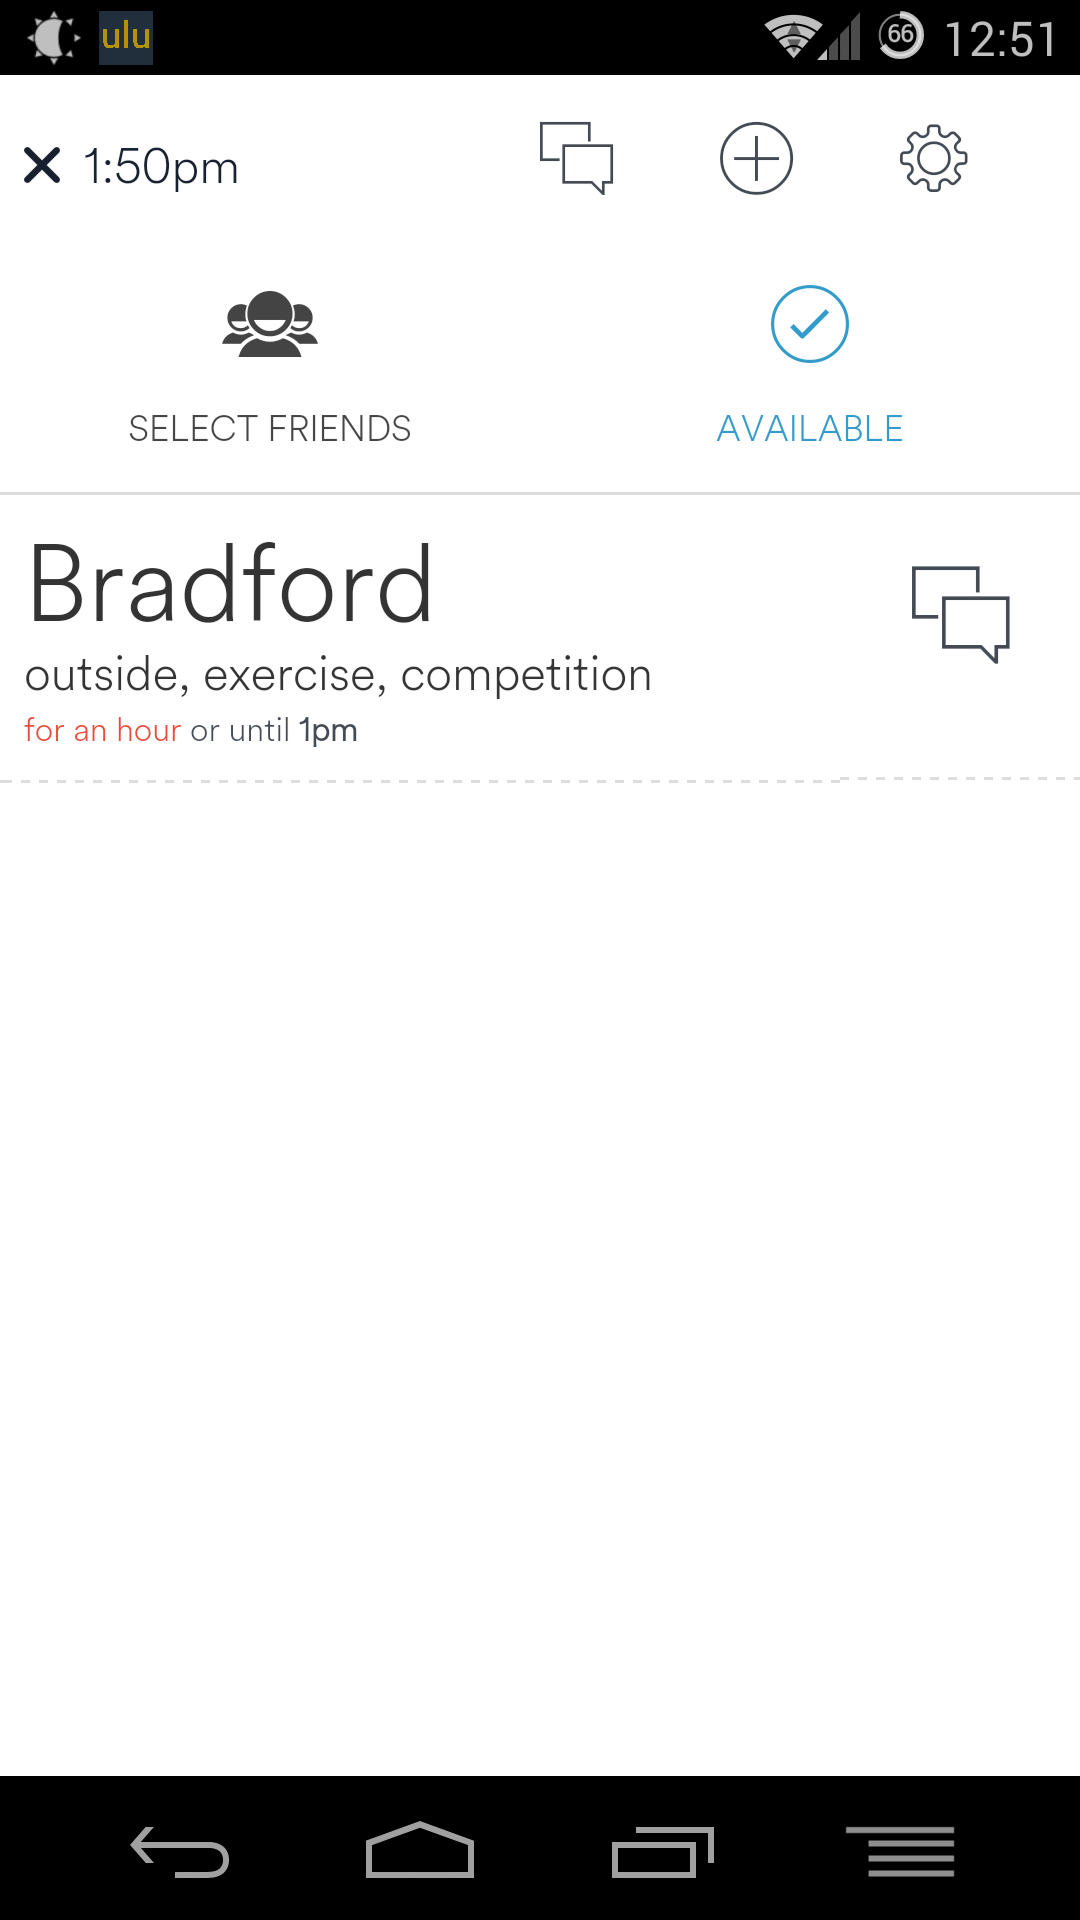 ulu 66 12:51
1:50pm
SELECT FRIENDS AVAILABLE
Bradford
outside, exercise, competition
for an hour or until 1pm